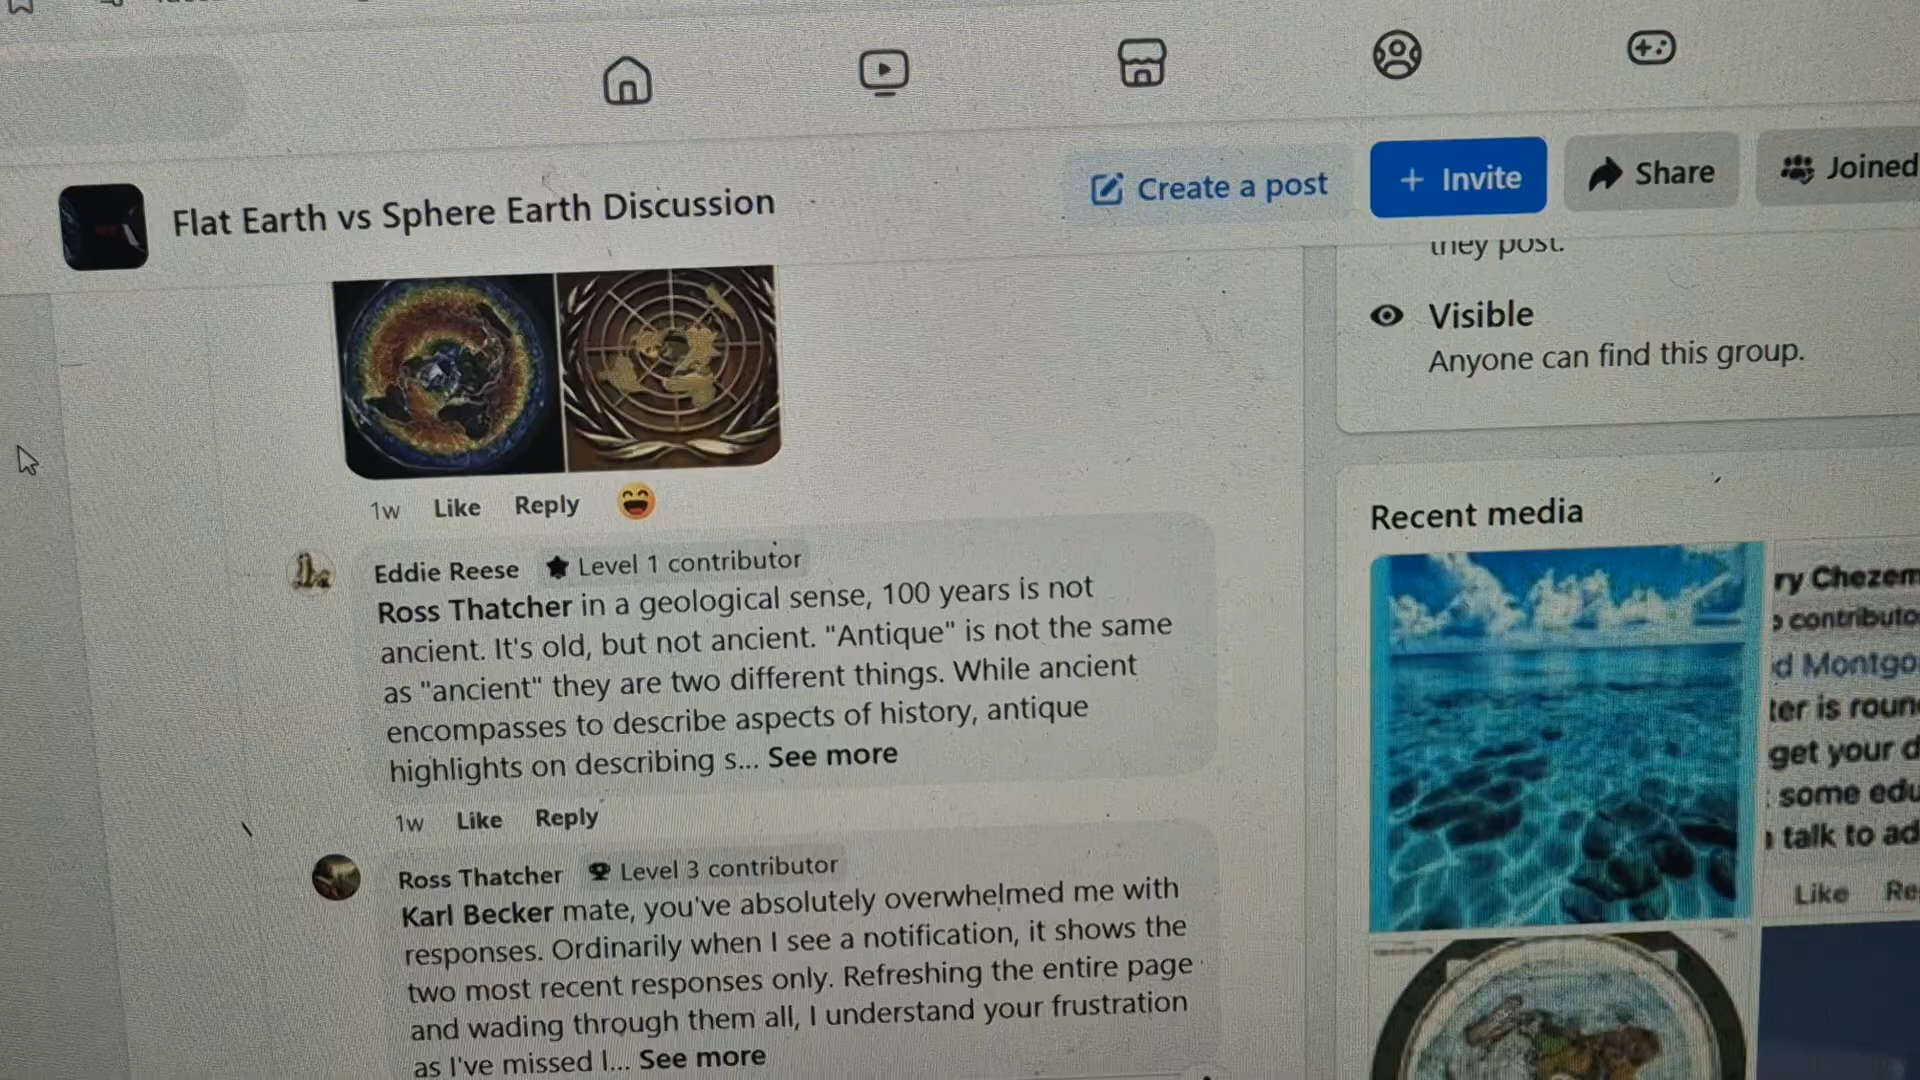 Flat Earth vs Sphere Earth Discussion
Create a post
+ Invite
Share
Joined
they post.
Visible
Anyone can find this group.
1w Like Reply
Eddie Reese Level 1 contributor
Ross Thatcher in a geological sense, 100 years is not
ancient. It's old, but not ancient. "Antique" is not the same
as "ancient" they are two different things. While ancient
encompasses to describe aspects of history, antique
highlights on describing s... See more
1w Like Reply
Ross Thatcher Level 3 contributor
Karl Becker mate, you've absolutely overwhelmed me with
responses. Ordinarily when I see a notification, it shows the
two most recent responses only. Refreshing the entire page
and wading through them all, I understand your frustration
as I've missed l... See more
Recent media
ry Chezem
contributo
d Montgo
ter is roun
get your d
some edu
talk to ad
Like Re